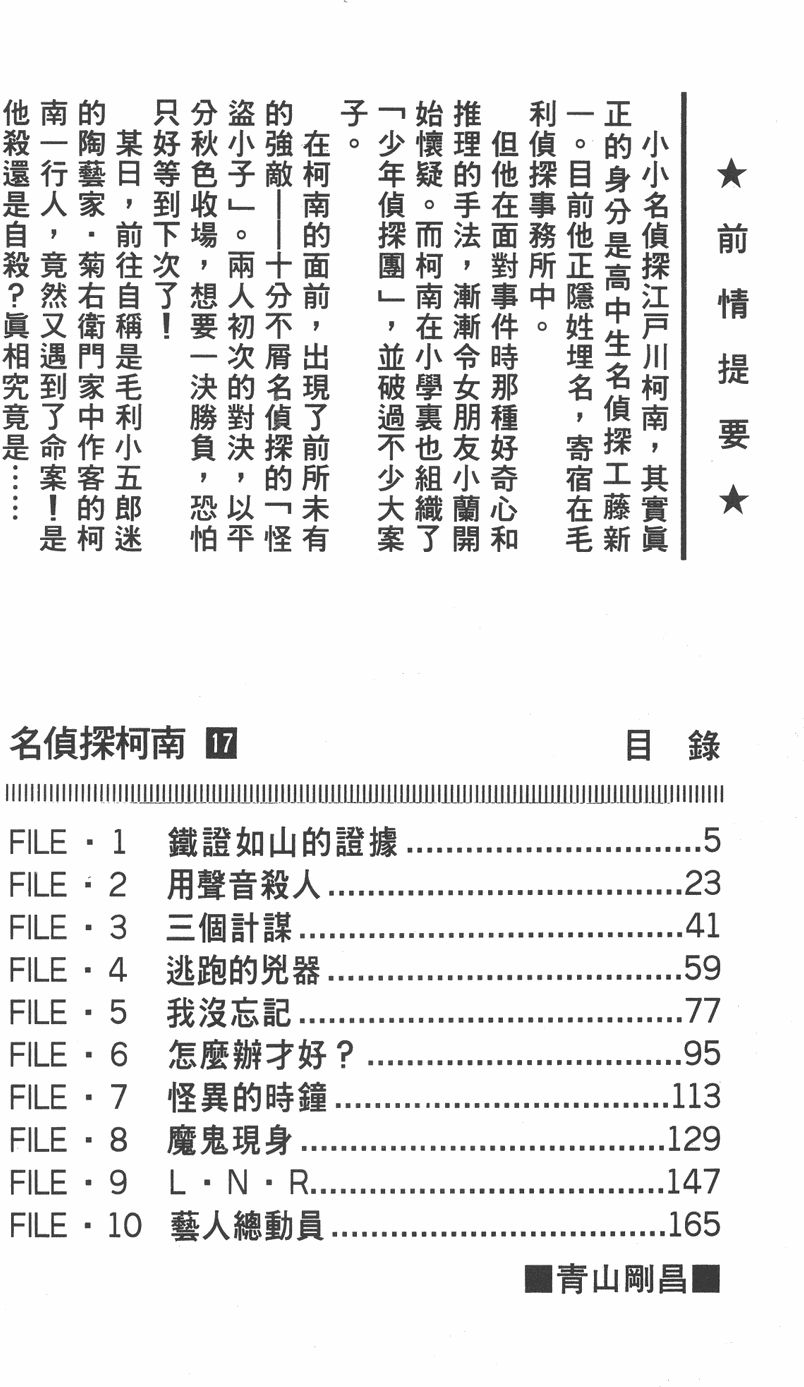 ★前情提要★
小小名偵探江戶川柯南，其實眞
正的身分是高中生名偵探工藤新
一。目前他正隱姓埋名，寄宿在毛
利偵探事務所中。
但他在面對事件時那種好奇心和
推理的手法，漸漸令女朋友小蘭開
始懷疑。而柯南在小學裏也組織了
「少年偵探團」，並破過不少大案
子。
在柯南的面前，出現了前所未有
的強敵——十分不屑名偵探的「怪
盜小子」。兩人初次的對決，以平
分秋色收場，想要一決勝負，恐怕
只好等到下次了！
某日，前往自稱是毛利小五郎迷
的陶藝家・菊右衛門家中作客的柯
南一行人，竟然又遇到了命案！是
他殺還是自殺？眞相究竟是……
名偵探柯南 17 目錄
FILE・1 鐵證如山的證據..............................5
FILE・2 用聲音殺人..............................23
FILE・3 三個計謀..............................41
FILE・4 逃跑的兇器..............................59
FILE・5 我沒忘記..............................77
FILE・6 怎麼辦才好？..............................95
FILE・7 怪異的時鐘..............................113
FILE・8 魔鬼現身..............................129
FILE・9 L・N・R..............................147
FILE・10 藝人總動員..............................165
■青山剛昌■